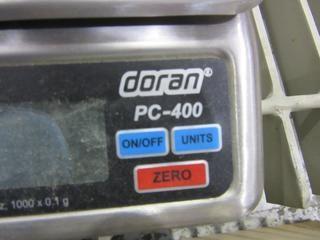 doran®
PC-400
ON/OFF UNITS
ZERO
z. 1000 x 0.1 g